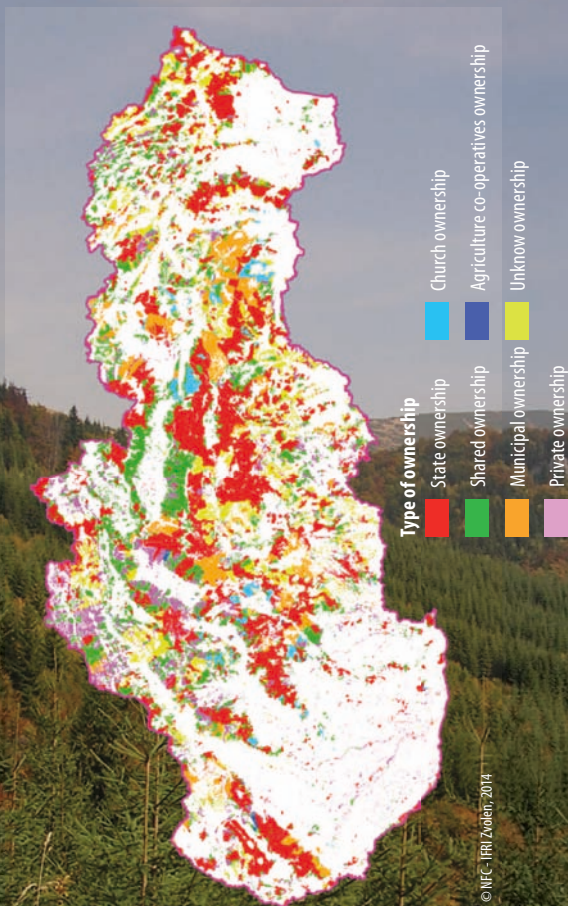 Type of ownership
State ownership
Shared ownership
Municipal ownership
Private ownership
Church ownership
Agriculture co-operatives ownership
Unknow ownership
© NFC - IFRI Zvolen, 2014